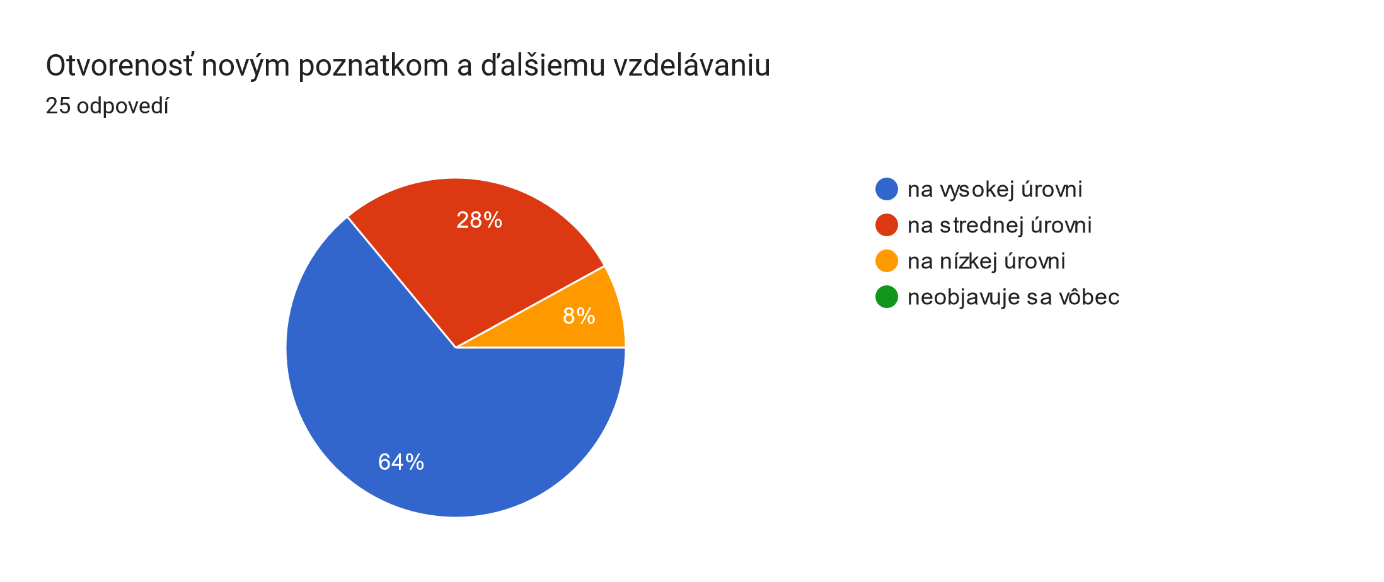 Otvorenosť novým poznatkom a ďalšiemu vzdelávaniu
25 odpovedí
28%
8%
64%
na vysokej úrovni
na strednej úrovni
na nízkej úrovni
neobjavuje sa vôbec